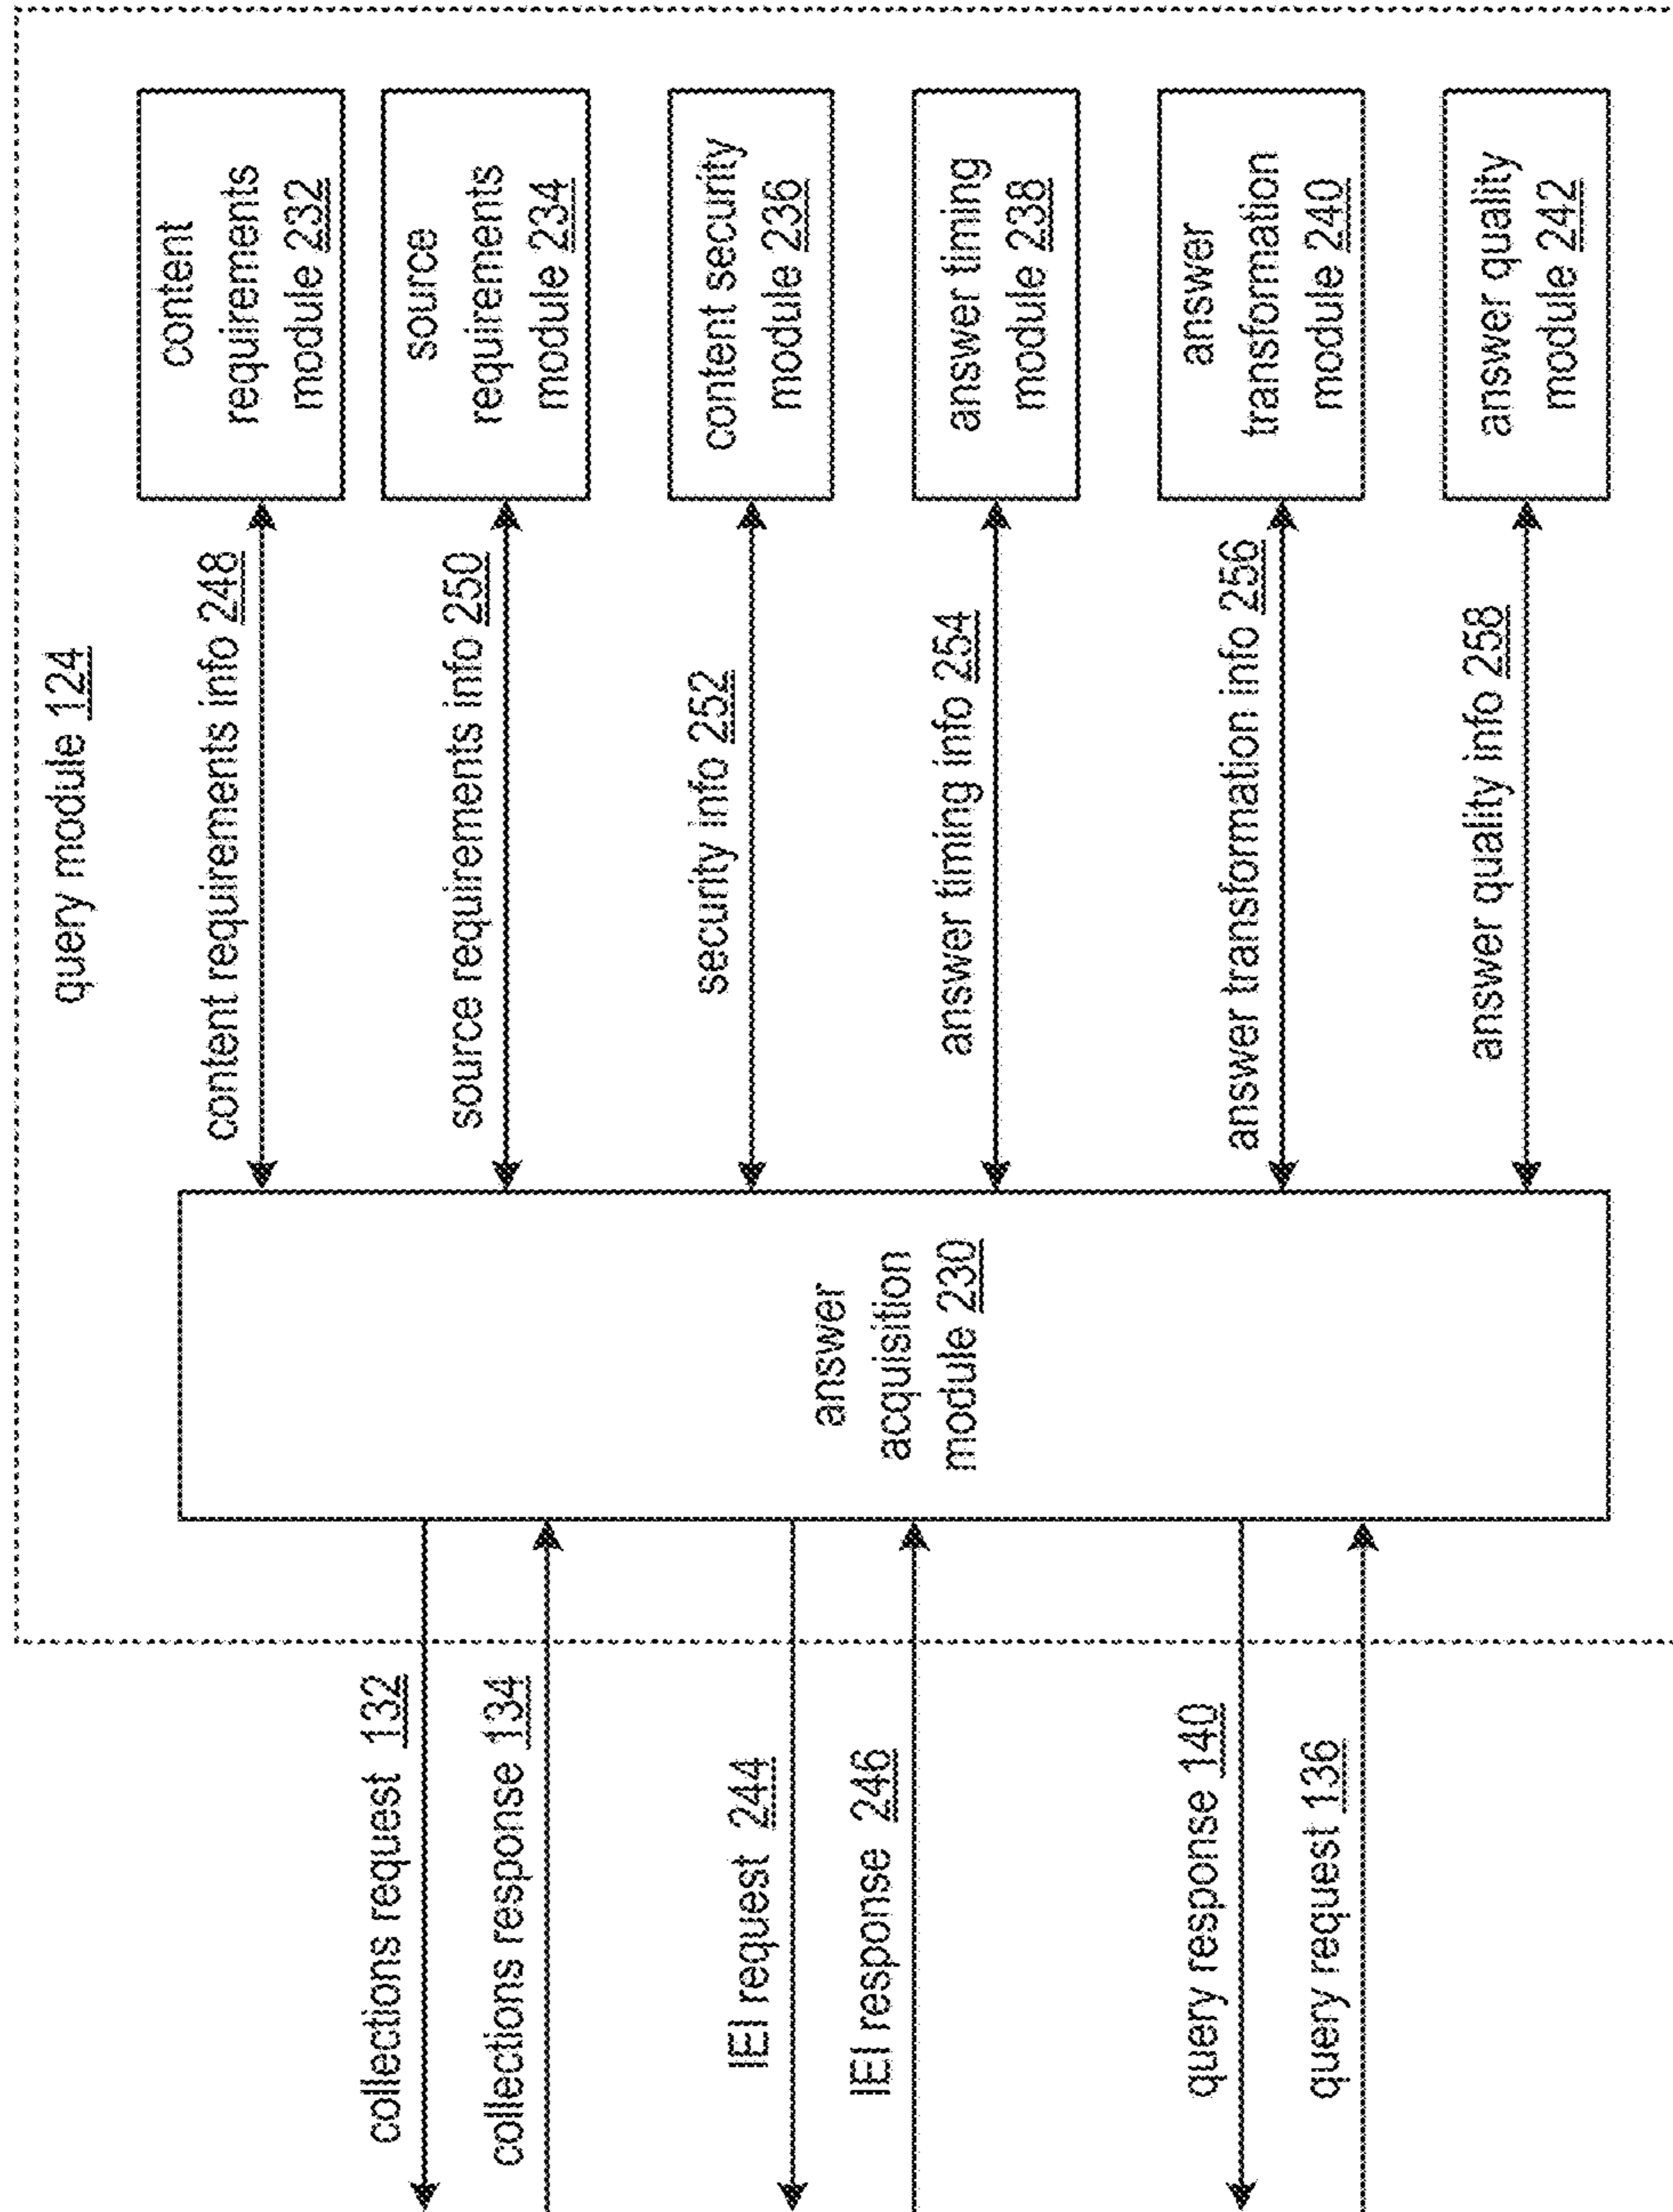 query module 124
collections request 132
collections response 134
IEI request 244
IEI response 246
query response 140
query request 136
answer
acquisition
module 230
content requirements info 248
source requirements info 250
security info 252
answer timing info 254
answer transformation info 256
answer quality info 258
content
requirements
module 232
source
requirements
module 234
content security
module 236
answer timing
module 238
answer
transformation
module 240
answer quality
module 242